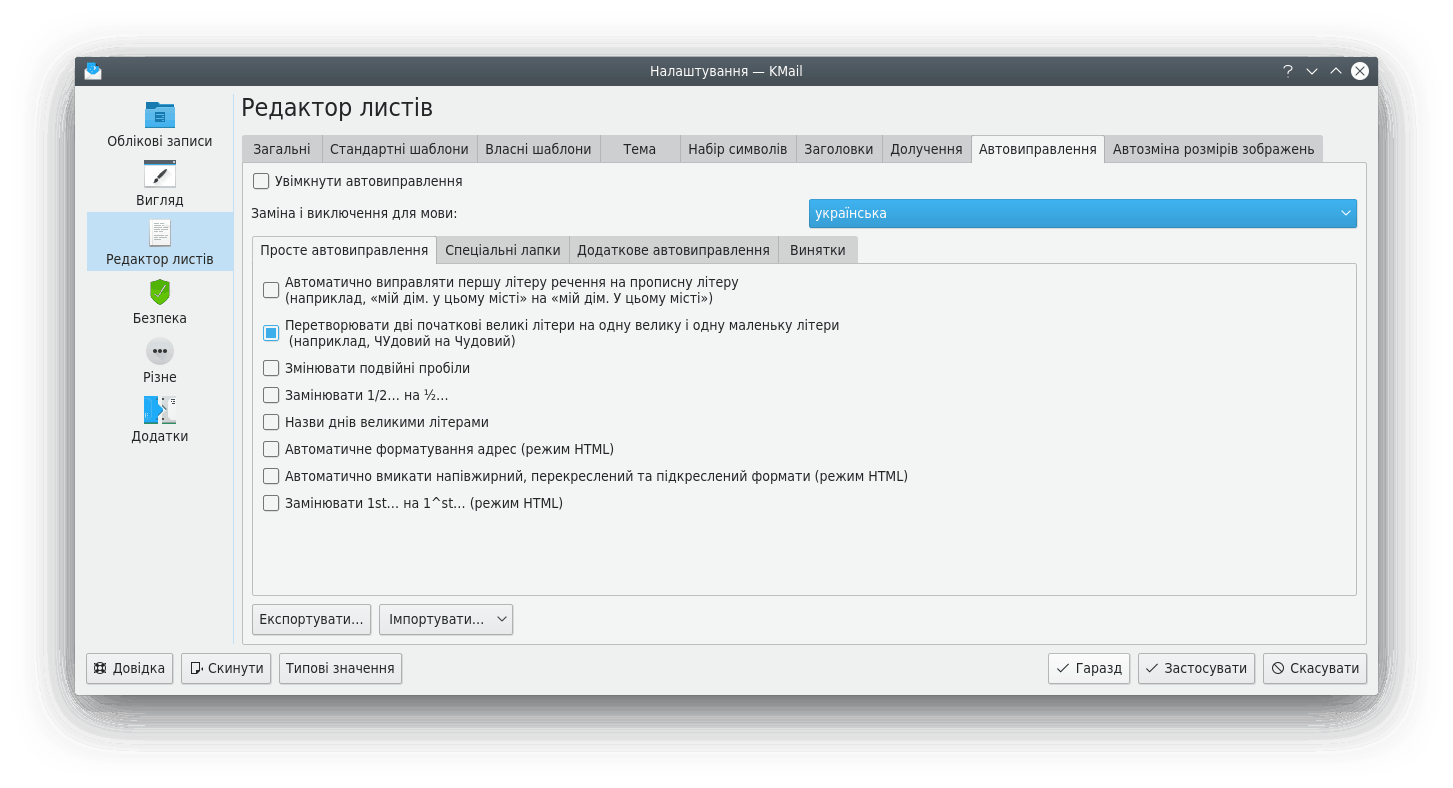 Налаштування — KMail
Облікові записи
Вигляд
Редактор листів
Безпека
Різне
Додатки
Редактор листів
Загальні Стандартні шаблони Власні шаблони Тема Набір символів Заголовки Долучення Автовиправлення Автозміна розмірів зображень
Увімкнути автовиправлення
Заміна і виключення для мови: українська
Просте автовиправлення Спеціальні лапки Додаткове автовиправлення Винятки
Автоматично виправляти першу літеру речення на прописну літеру
(наприклад, «мій дім. у цьому місті» на «мій дім. У цьому місті»)
Перетворювати дві початкові великі літери на одну велику і одну маленьку літери
(наприклад, ЧУдовий на Чудовий)
Змінювати подвійні пробіли
Замінювати 1/2... на ½...
Назви днів великими літерами
Автоматичне форматування адрес (режим HTML)
Автоматично вмикати напівжирний, перекреслений та підкреслений формати (режим HTML)
Замінювати 1st... на 1^st... (режим HTML)
Експортувати... Імпортувати...
Довідка Скинути Типові значення Гаразд Застосувати Скасувати